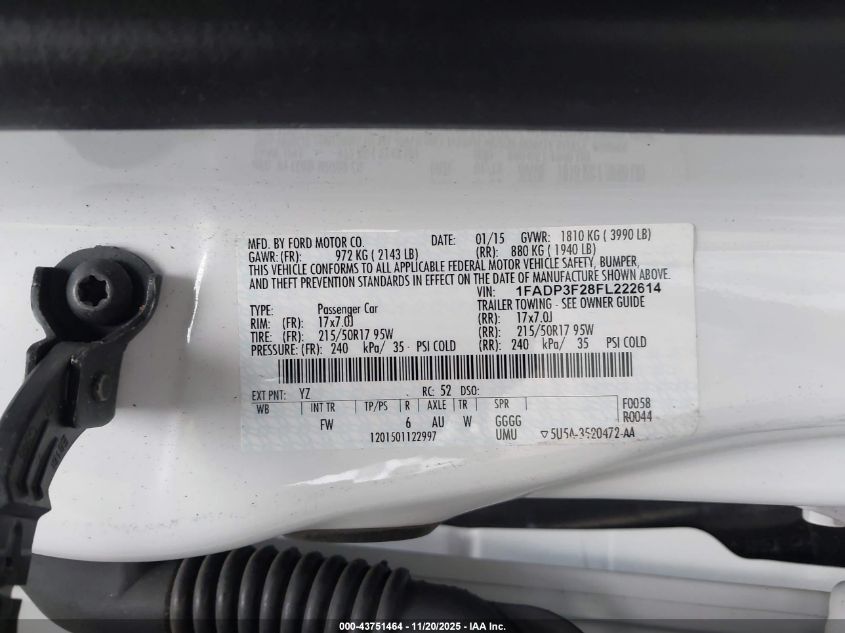 MFD. BY FORD MOTOR CO. DATE: 01/15 GVWR: 1810 KG ( 3990 LB)
GAWR: (FR): 972 KG ( 2143 LB) (RR): 880 KG ( 1940 LB)
THIS VEHICLE CONFORMS TO ALL APPLICABLE FEDERAL MOTOR VEHICLE SAFETY, BUMPER,
AND THEFT PREVENTION STANDARDS IN EFFECT ON THE DATE OF MANUFACTURE SHOWN ABOVE.
VIN: 1FADP3F28FL222614
TYPE: Passenger Car TRAILER TOWING - SEE OWNER GUIDE
RIM: (FR): 17x7.0J (RR): 17x7.0J
TIRE: (FR): 215/50R17 95W (RR): 215/50R17 95W
PRESSURE: (FR): 240 kPa/ 35 PSI COLD (RR): 240 kPa/ 35 PSI COLD
EXT PNT: YZ RC: 52 DSO:
WB INT TR TP/PS R AXLE TR SPR F0058
FW 6 AU W GGGG R0044
1201501122997 UMU ▽5U5A-3520472-AA
000-43751464 - 11/20/2025 - IAA Inc.